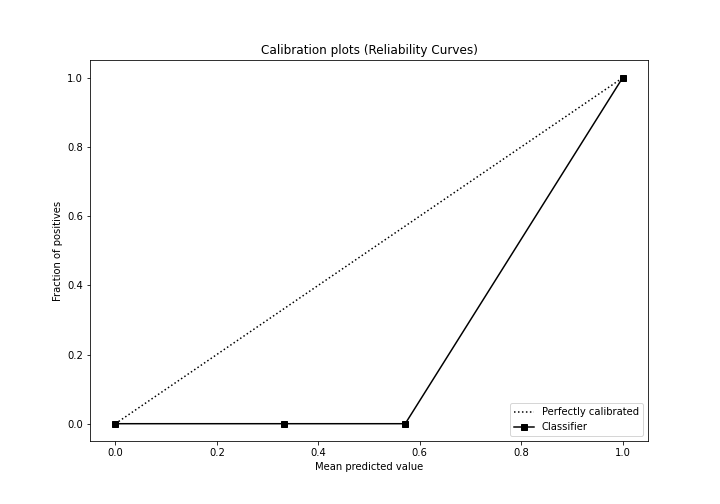 Calibration plots (Reliability Curves)
1.0
0.8
0.6
0.4
0.2
0.0
Fraction of positives
0.0 0.2 0.4 0.6 0.8 1.0
Mean predicted value
Perfectly calibrated
Classifier